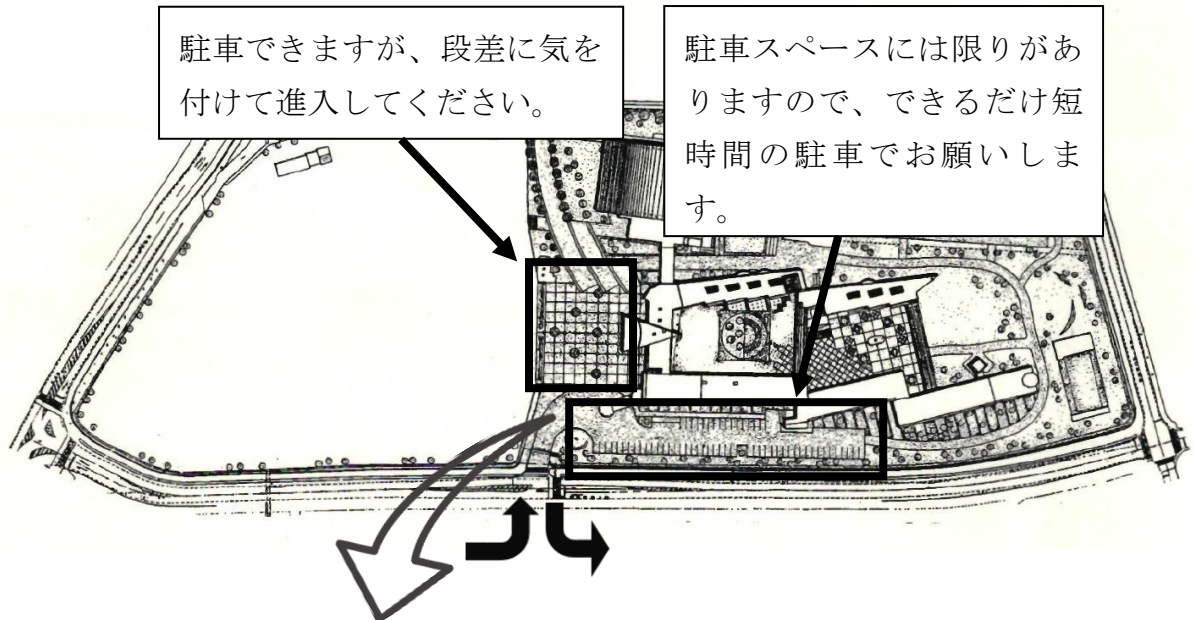 駐車できますが、段差に気を
付けて進入してください。
駐車スペースには限りがあ
りますので、できるだけ短
時間の駐車でお願いしま
す。